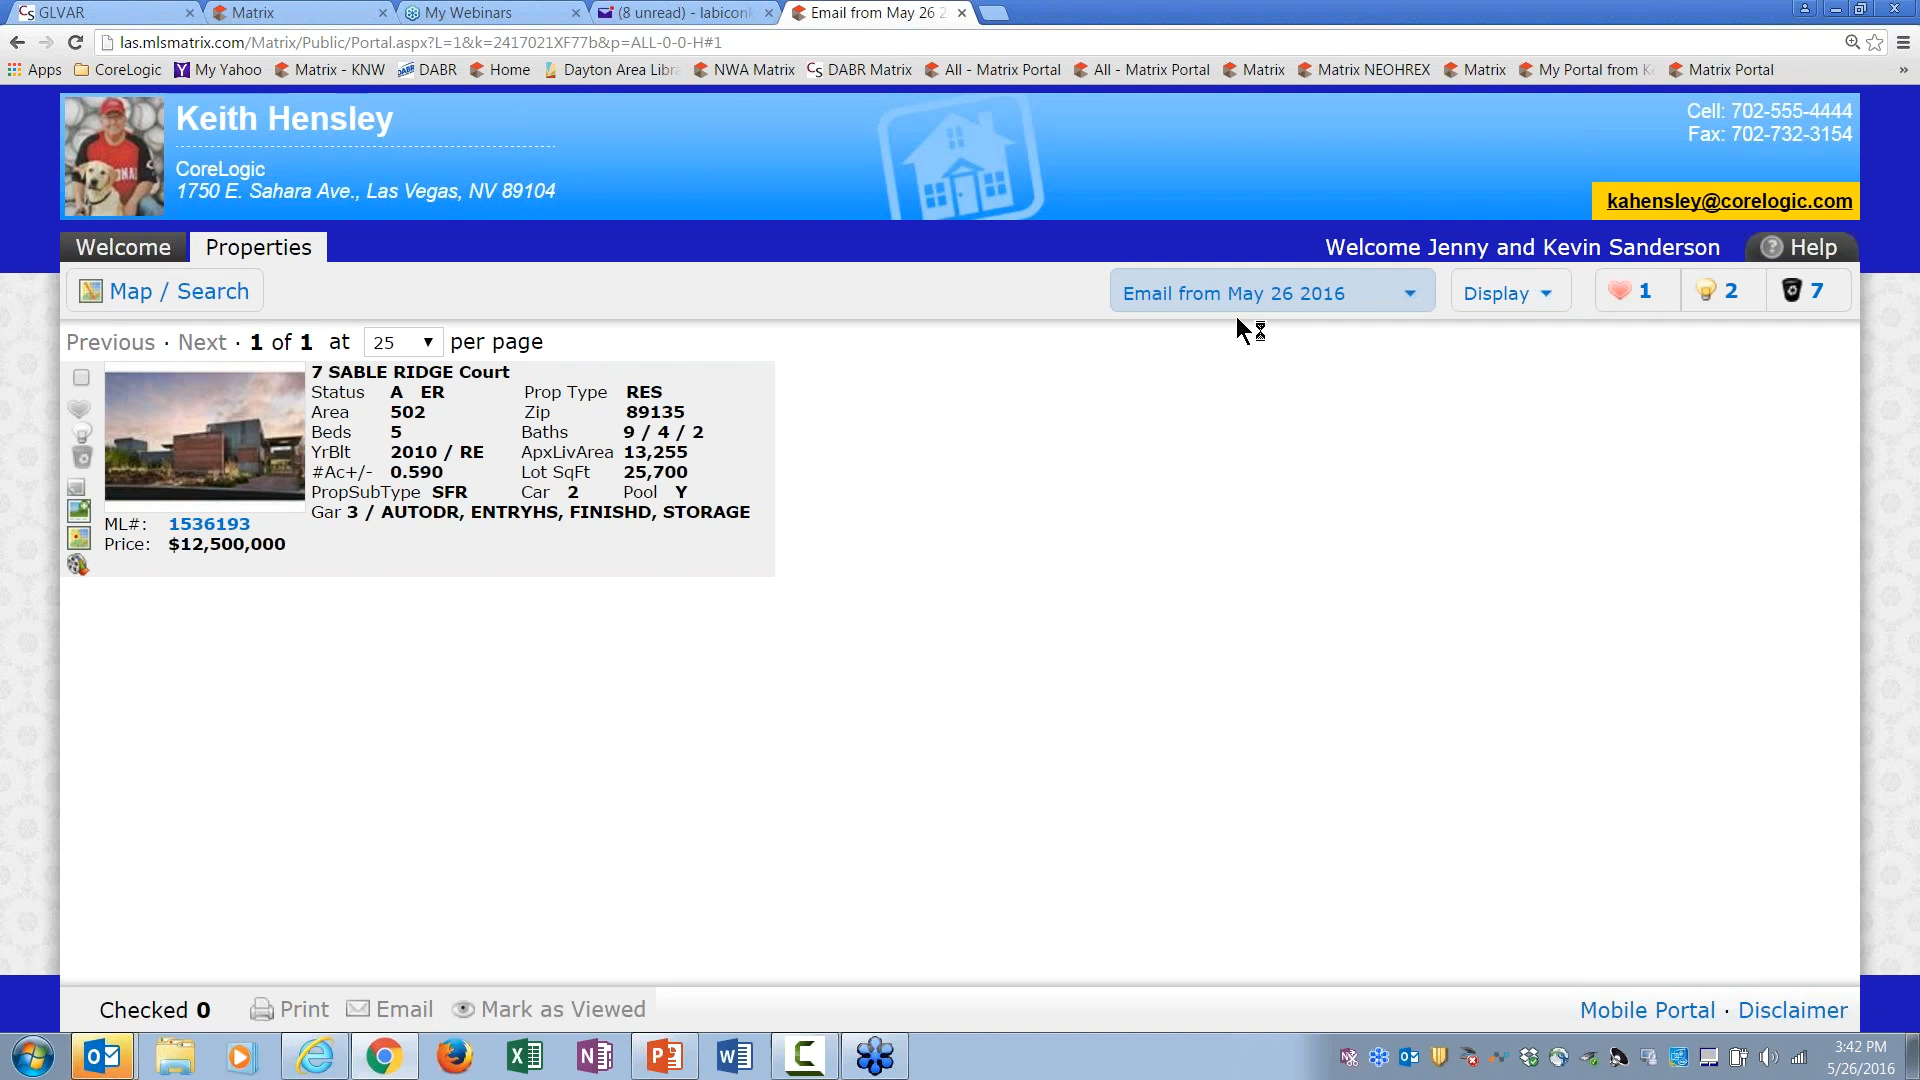 GLVAR
Matrix
My Webinars
(8 unread) - labiconk
Email from May 26 2
las.mlsmatrix.com/Matrix/Public/Portal.aspx?L=1&k=2417021XF77b&p=ALL-0-0-H#1
Apps CoreLogic My Yahoo Matrix - KNW DABR Home Dayton Area Libra NWA Matrix DABR Matrix All - Matrix Portal All - Matrix Portal Matrix Matrix NEOHREX Matrix My Portal from Ka Matrix Portal »
Keith Hensley
CoreLogic
1750 E. Sahara Ave., Las Vegas, NV 89104
Cell: 702-555-4444
Fax: 702-732-3154
kahensley@corelogic.com
Welcome Properties Welcome Jenny and Kevin Sanderson ? Help
Map / Search Email from May 26 2016 Display 1 2 7
Previous · Next · 1 of 1 at 25 per page
7 SABLE RIDGE Court
Status A ER Prop Type RES
Area 502 Zip 89135
Beds 5 Baths 9 / 4 / 2
YrBlt 2010 / RE ApxLivArea 13,255
#Ac+/- 0.590 Lot SqFt 25,700
PropSubType SFR Car 2 Pool Y
Gar 3 / AUTODR, ENTRYHS, FINISHD, STORAGE
ML#: 1536193
Price: $12,500,000
Checked 0 Print Email Mark as Viewed Mobile Portal · Disclaimer
3:42 PM
5/26/2016